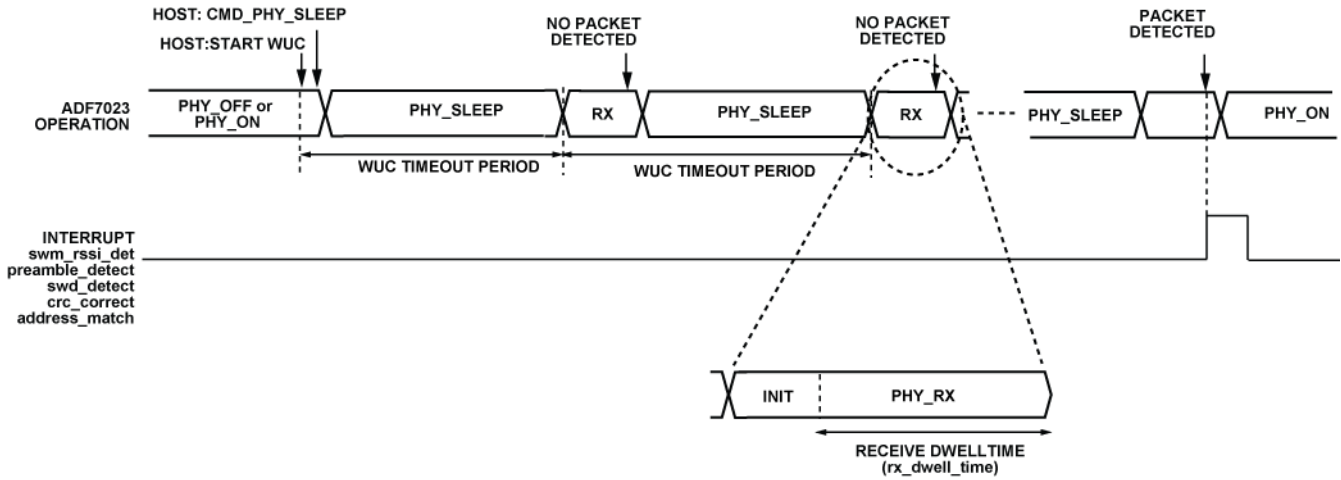 HOST: CMD_PHY_SLEEP
HOST:START WUC
NO PACKET
DETECTED
NO PACKET
DETECTED
PACKET
DETECTED
ADF7023
OPERATION
PHY_OFF or
PHY_ON
PHY_SLEEP
RX
PHY_SLEEP
RX
PHY_SLEEP
PHY_ON
WUC TIMEOUT PERIOD
WUC TIMEOUT PERIOD
INTERRUPT
swm_rssi_det
preamble_detect
swd_detect
crc_correct
address_match
INIT
PHY_RX
RECEIVE DWELLTIME
(rx_dwell_time)